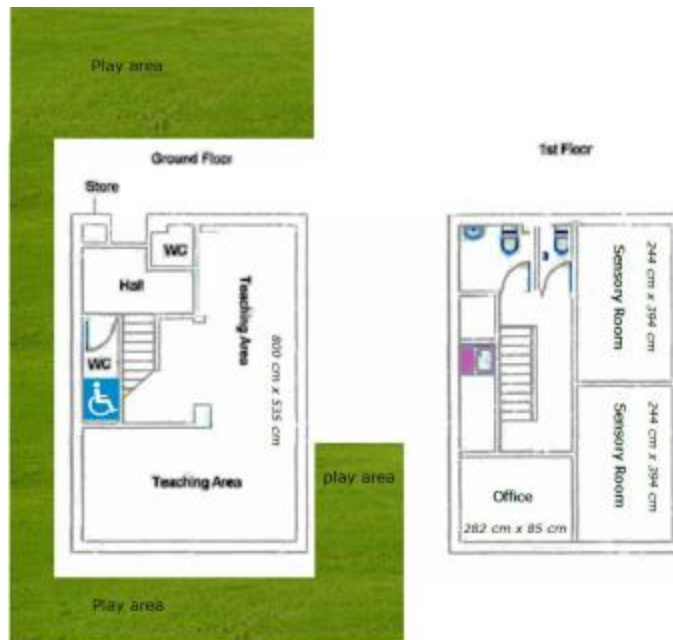 Play area
Ground Floor
Store
WC
Hall
Teaching Area
800 cm x 535 cm
WC
Teaching Area
play area
Play area
1st Floor
Sensory Room
244 cm x 394 cm
Sensory Room
244 cm x 394 cm
Office
282 cm x 85 cm